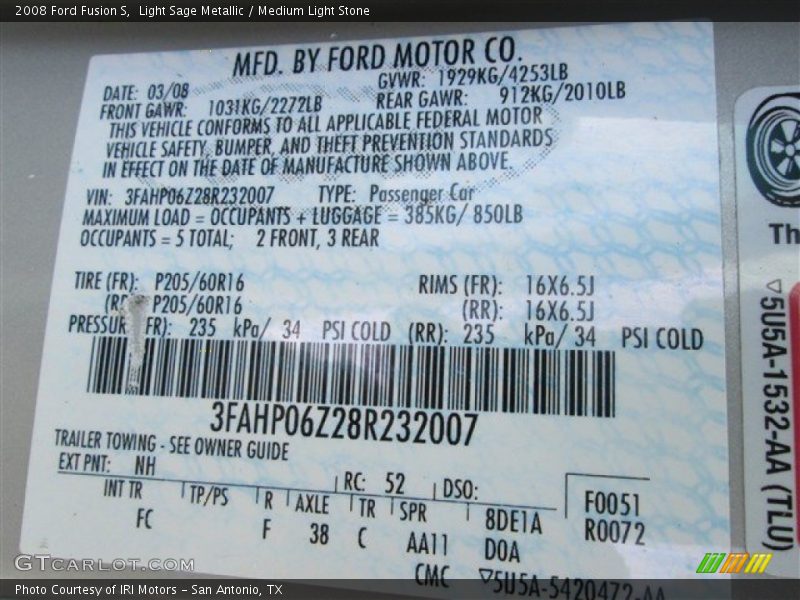 2008 Ford Fusion S,  Light Sage Metallic / Medium Light Stone
MFD. BY FORD MOTOR CO.
DATE: 03/08 GVWR: 1929KG/4253LB
FRONT GAWR: 1031KG/2272LB REAR GAWR: 912KG/2010LB
THIS VEHICLE CONFORMS TO ALL APPLICABLE FEDERAL MOTOR
VEHICLE SAFETY, BUMPER, AND THEFT PREVENTION STANDARDS
IN EFFECT ON THE DATE OF MANUFACTURE SHOWN ABOVE.
VIN: 3FAHP06Z28R232007 TYPE: Passenger Car
MAXIMUM LOAD = OCCUPANTS + LUGGAGE = 385KG/ 850LB
OCCUPANTS = 5 TOTAL; 2 FRONT, 3 REAR
TIRE (FR): P205/60R16 RIMS (FR): 16X6.5J
P205/60R16 (RR): 16X6.5J
FR): 235 kPa/ 34 PSI COLD (RR): 235 kPa/ 34 PSI COLD
3FAHP06Z28R232007
TRAILER TOWING - SEE OWNER GUIDE
EXT PNT: NH RC: 52 DSO:
INT TR TP/PS R AXLE TR SPR 8DE1A F0051
FC F 38 C AA11 D0A R0072
CMC ▽5U5A-5420472-AA
Th
▽5U5A-1532-AA (TLU)
GTCARLOT.COM
Photo Courtesy of IRI Motors – San Antonio, TX